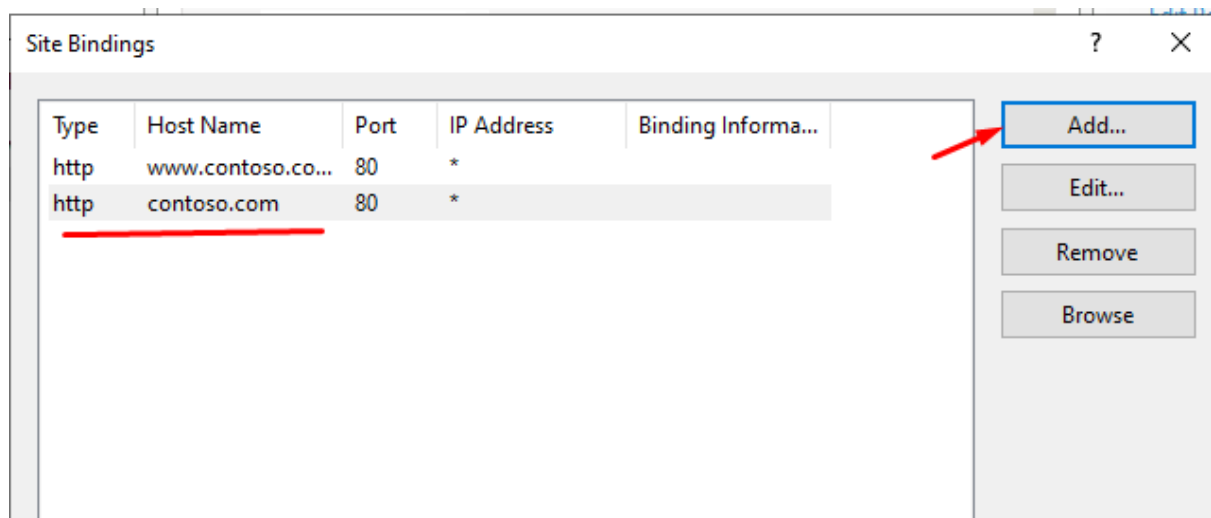 Site Bindings ? X
Type Host Name Port IP Address Binding Informa... Add...
http www.contoso.co... 80 *
http contoso.com 80 * Edit...
Remove
Browse